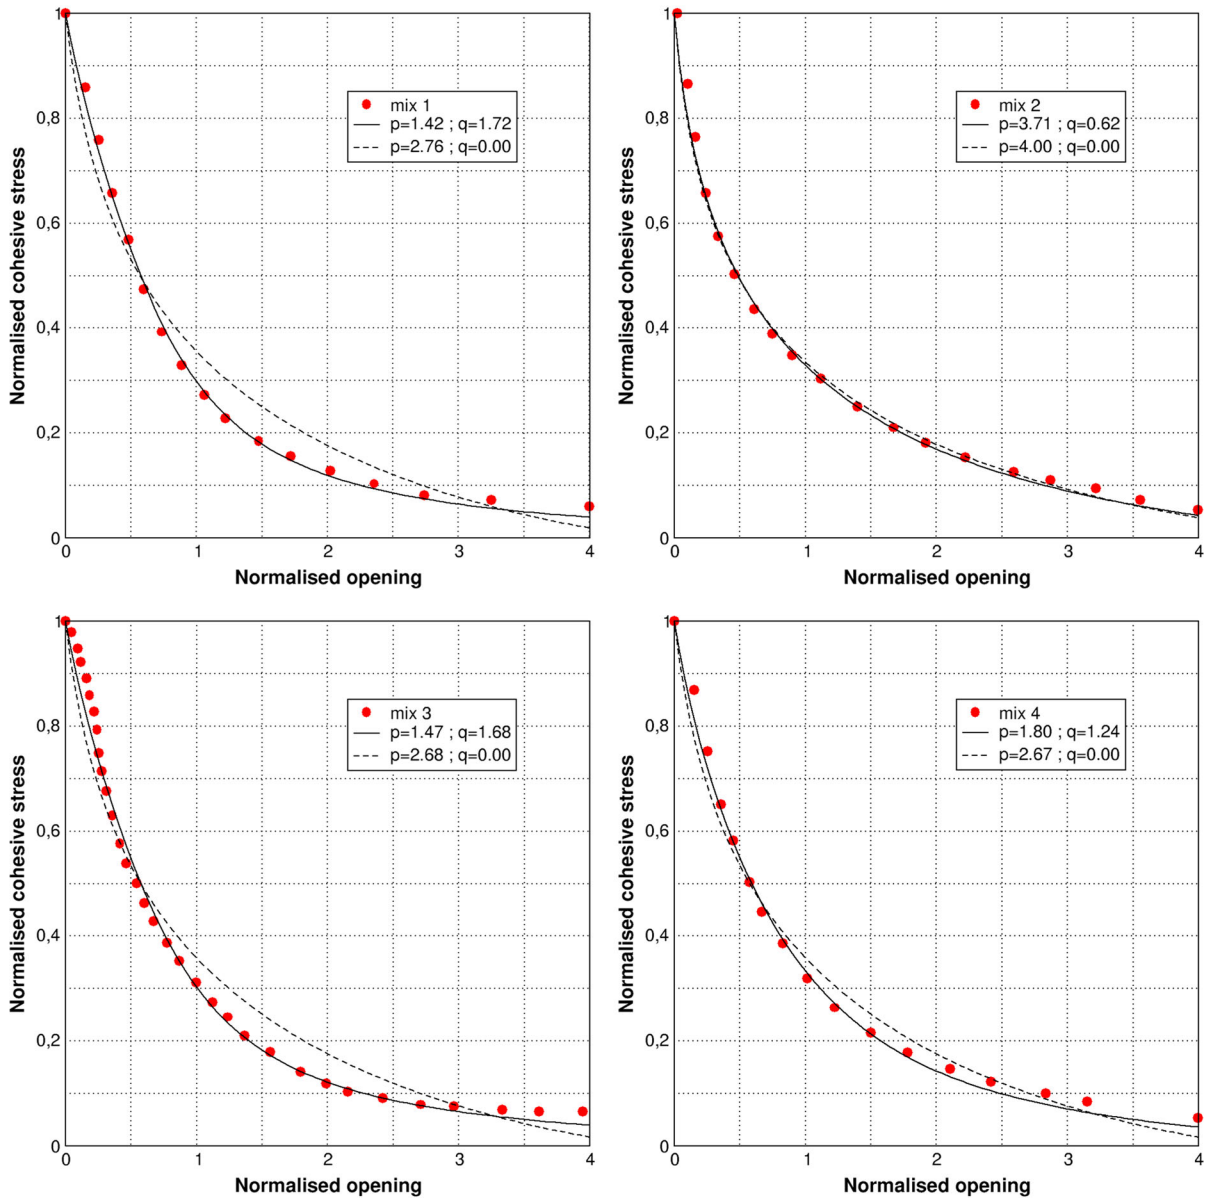 1
0,8
0,6
0,4
0,2
0
0 1 2 3 4
Normalised cohesive stress
Normalised opening
mix 1
p=1.42 ; q=1.72
p=2.76 ; q=0.00
1
0,8
0,6
0,4
0,2
0
0 1 2 3 4
Normalised cohesive stress
Normalised opening
mix 2
p=3.71 ; q=0.62
p=4.00 ; q=0.00
1
0,8
0,6
0,4
0,2
0
0 1 2 3 4
Normalised cohesive stress
Normalised opening
mix 3
p=1.47 ; q=1.68
p=2.68 ; q=0.00
1
0,8
0,6
0,4
0,2
0
0 1 2 3 4
Normalised cohesive stress
Normalised opening
mix 4
p=1.80 ; q=1.24
p=2.67 ; q=0.00